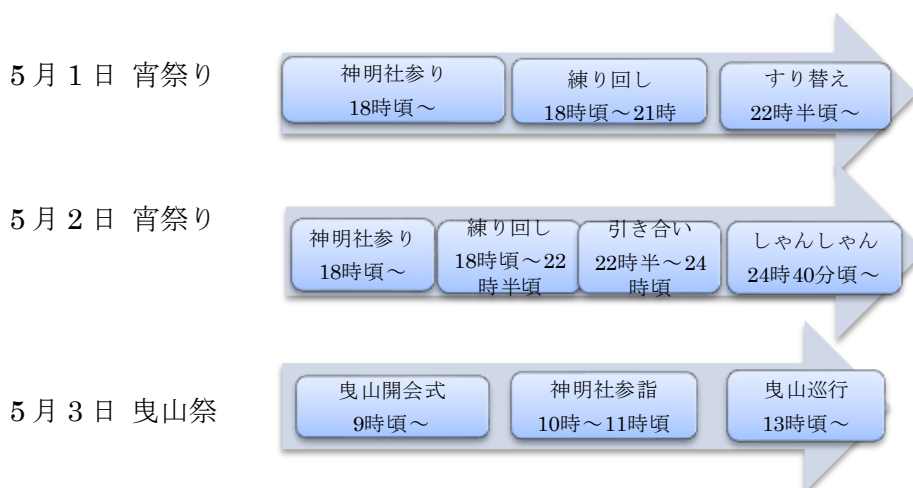 5月1日 宵祭り
神明社参り
18時頃～
練り回し
18時頃～21時
すり替え
22時半頃～
5月2日 宵祭り
神明社参り
18時頃～
練り回し
18時頃～22
時半頃
引き合い
22時半～24
時頃
しゃんしゃん
24時40分頃～
5月3日 曳山祭
曳山開会式
9時頃～
神明社参詣
10時～11時頃
曳山巡行
13時頃～